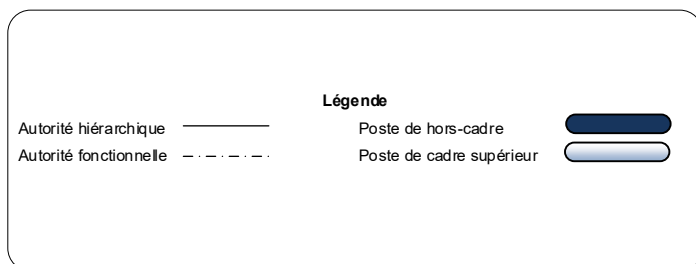 Légende
Autorité hiérarchique
Poste de hors-cadre
Autorité fonctionnelle
Poste de cadre supérieur